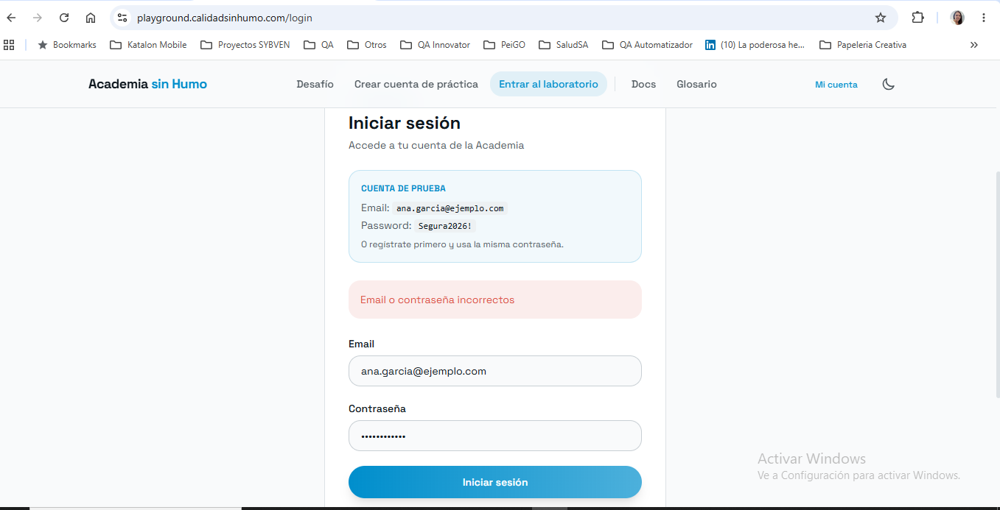 playground.calidadsinhumo.com/login
Bookmarks Katalon Mobile Proyectos SYBVEN QA Otros QA Innovator PeiGO SaludSA QA Automatizador (10) La poderosa he... Papeleria Creativa
Academia sin Humo Desafío Crear cuenta de práctica Entrar al laboratorio Docs Glosario Mi cuenta
Iniciar sesión
Accede a tu cuenta de la Academia
CUENTA DE PRUEBA
Email: ana.garcia@ejemplo.com
Password: Segura2026!
O regístrate primero y usa la misma contraseña.
Email o contraseña incorrectos
Email
ana.garcia@ejemplo.com
Contraseña
••••••••••••
Iniciar sesión
Activar Windows
Ve a Configuración para activar Windows.